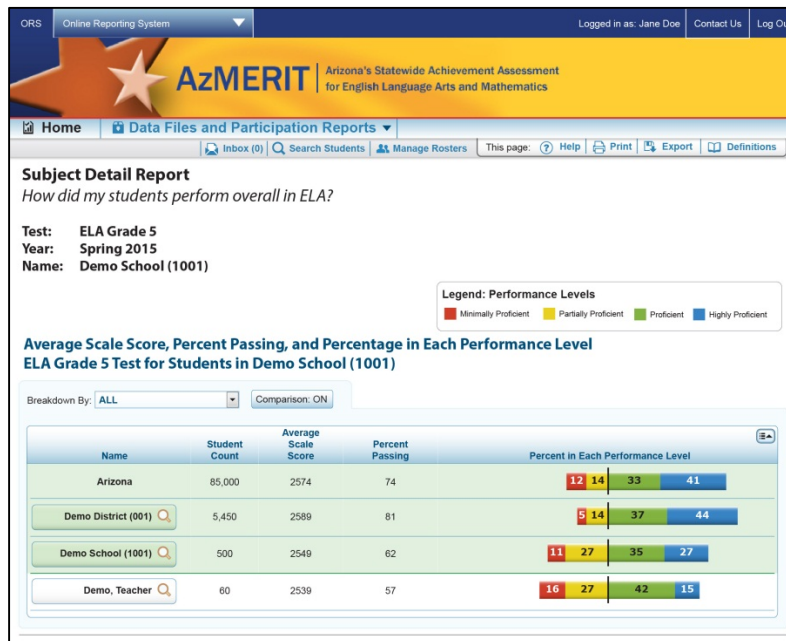 ORS Online Reporting System Logged in as: Jane Doe Contact Us Log Ou
AzMERIT Arizona's Statewide Achievement Assessment
for English Language Arts and Mathematics
Home Data Files and Participation Reports
Inbox (0) Search Students Manage Rosters This page: ? Help Print Export Definitions
Subject Detail Report
How did my students perform overall in ELA?
Test: ELA Grade 5
Year: Spring 2015
Name: Demo School (1001)
Legend: Performance Levels
Minimally Proficient Partially Proficient Proficient Highly Proficient
Average Scale Score, Percent Passing, and Percentage in Each Performance Level
ELA Grade 5 Test for Students in Demo School (1001)
Breakdown By: ALL Comparison: ON
Name Student Count Average Scale Score Percent Passing Percent in Each Performance Level
Arizona 85,000 2574 74 12 14 33 41
Demo District (001) 5,450 2589 81 5 14 37 44
Demo School (1001) 500 2549 62 11 27 35 27
Demo, Teacher 60 2539 57 16 27 42 15